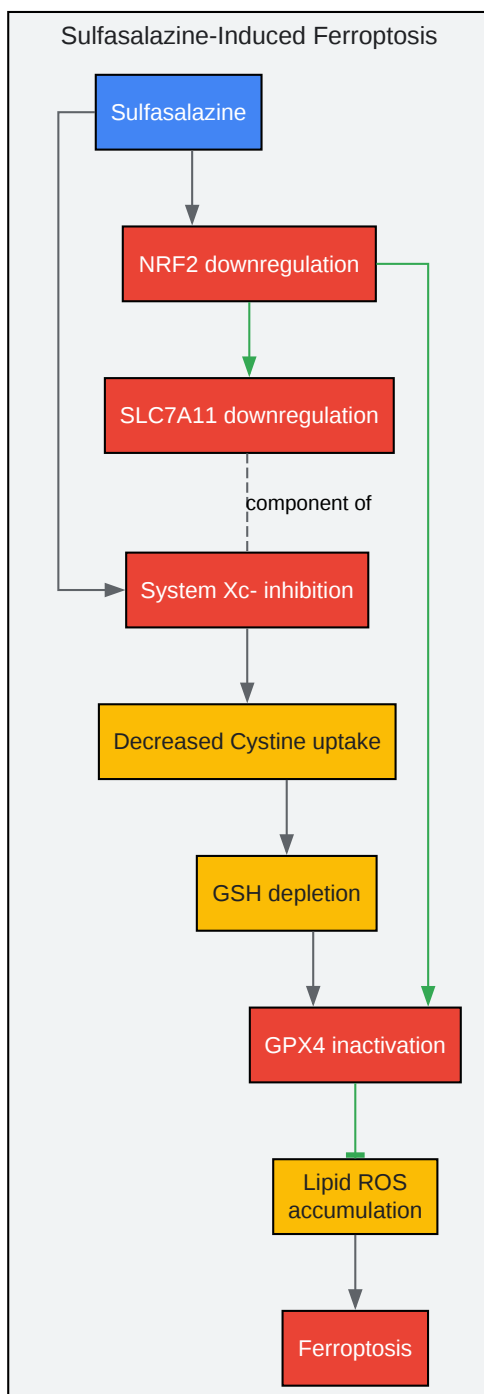 Sulfasalazine-Induced Ferroptosis
Sulfasalazine
NRF2 downregulation
SLC7A11 downregulation
component of
System Xc- inhibition
Decreased Cystine uptake
GSH depletion
GPX4 inactivation
Lipid ROS
accumulation
Ferroptosis